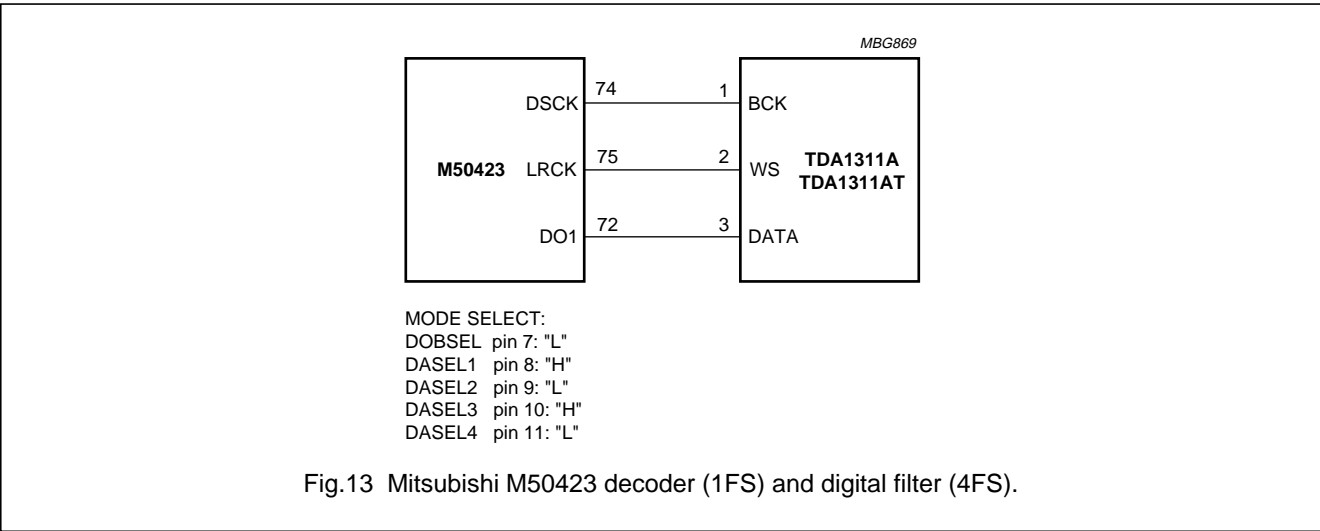 MBG869
DSCK 74 1 BCK
M50423 LRCK 75 2 WS TDA1311A
TDA1311AT
DO1 72 3 DATA
MODE SELECT:
DOBSEL pin 7: "L"
DASEL1 pin 8: "H"
DASEL2 pin 9: "L"
DASEL3 pin 10: "H"
DASEL4 pin 11: "L"
Fig.13 Mitsubishi M50423 decoder (1FS) and digital filter (4FS).